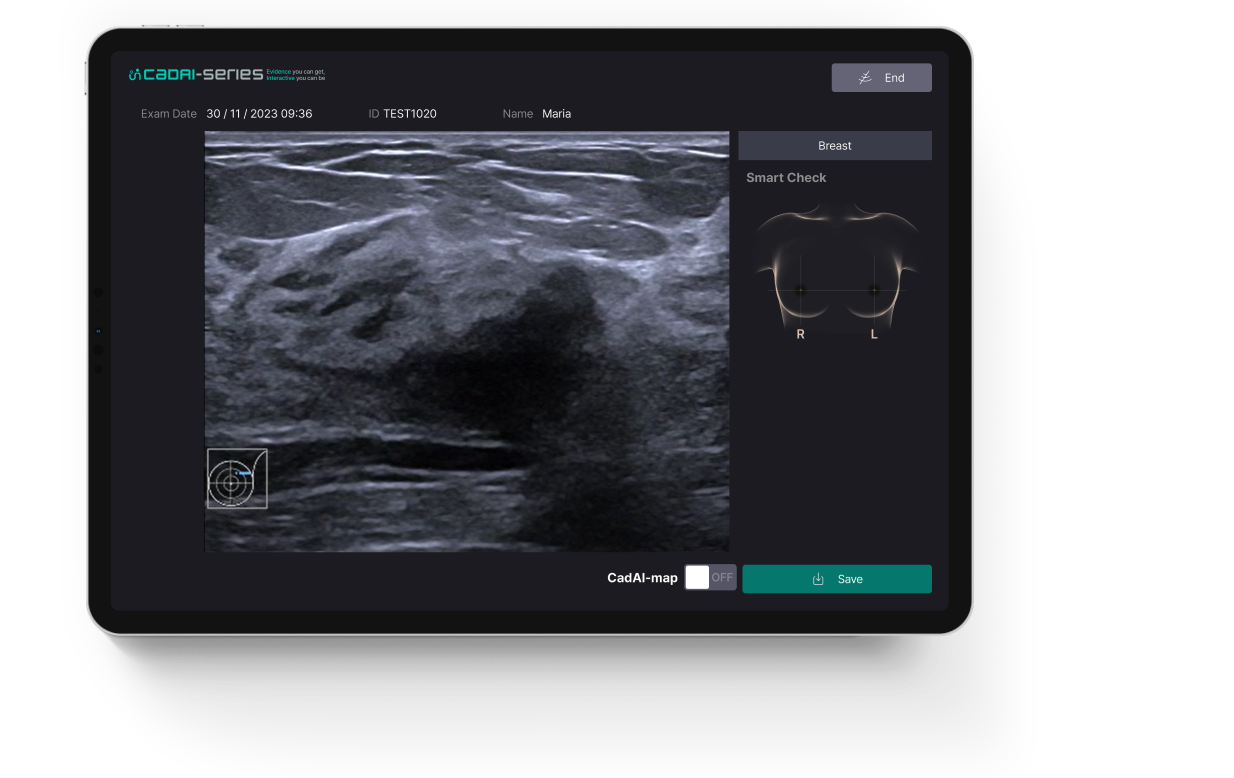 CADAI-SERIES Evidence you can get, Interactive you can be
End
Exam Date 30 / 11 / 2023 09:36 ID TEST1020 Name Maria
Breast
Smart Check
R L
CadAI-map OFF Save